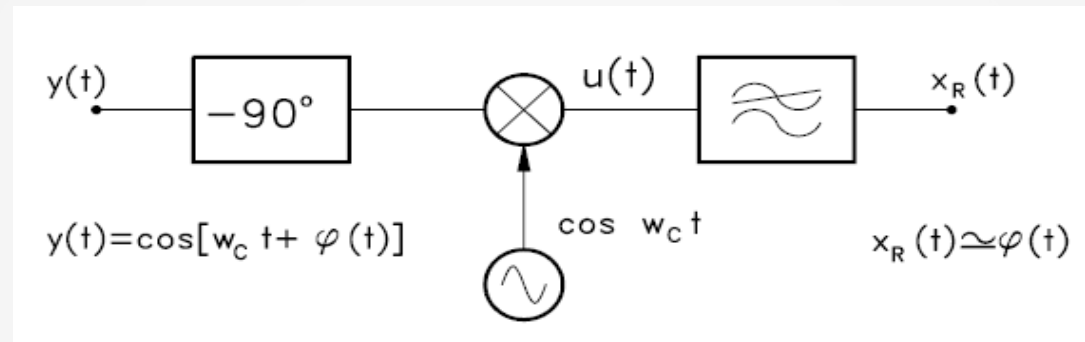 y(t)
−90°
u(t)
x_R (t)
cos w_c t
y(t)=cos[w_c t+ φ(t)]
x_R (t)≃φ(t)